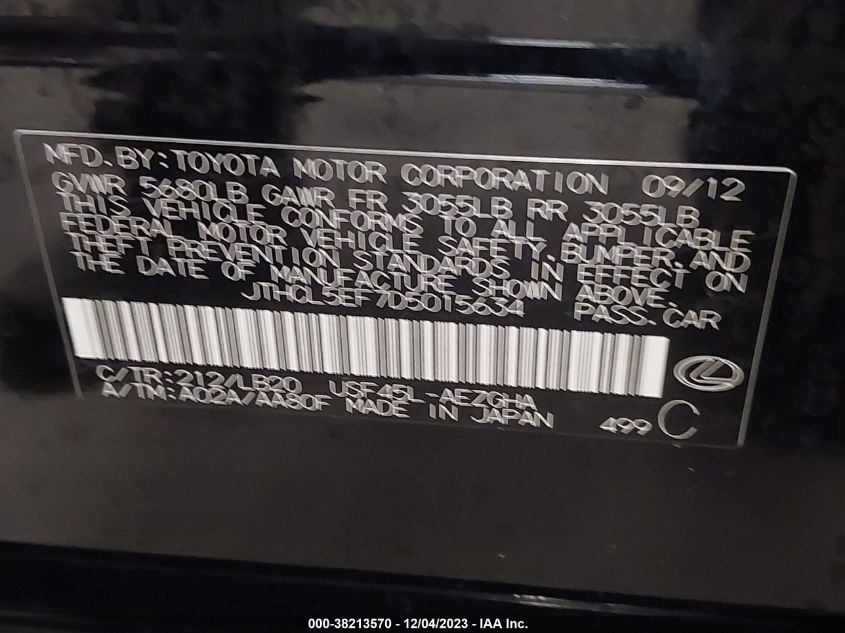 MFD. BY: TOYOTA MOTOR CORPORATION 09/12
GVWR 5680LB GAWR FR 3055LB RR 3055LB
THIS VEHICLE CONFORMS TO ALL APPLICABLE
FEDERAL MOTOR VEHICLE SAFETY, BUMPER, AND
THEFT PREVENTION STANDARDS IN EFFECT ON
THE DATE OF MANUFACTURE SHOWN ABOVE.
JTHCL5EF7D5015634 PASS. CAR
C/TR: 212/LB20 USF45L-AEZGHA
A/TM: A02A/AA80F MADE IN JAPAN 499 C
000-38213570 - 12/04/2023 - IAA Inc.